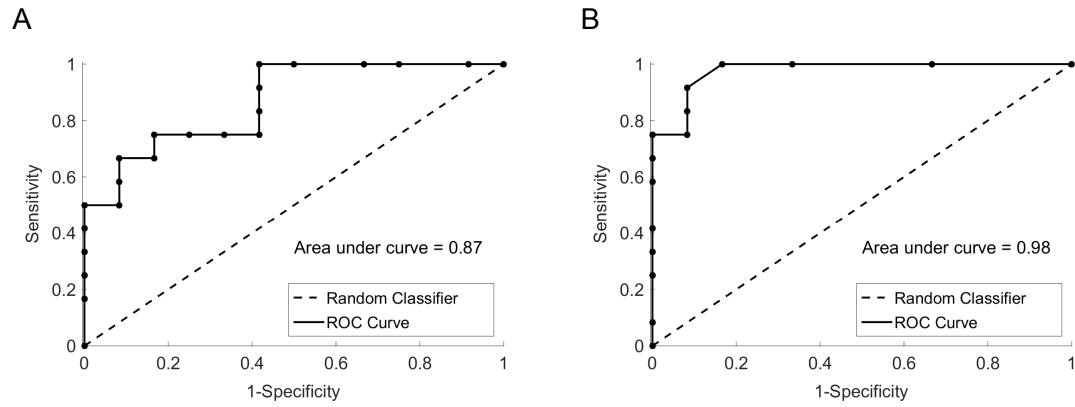 A
1
0.8
0.6
0.4
0.2
0
Sensitivity
Area under curve = 0.87
Random Classifier
ROC Curve
0 0.2 0.4 0.6 0.8 1
1-Specificity
B
1
0.8
0.6
0.4
0.2
0
Sensitivity
Area under curve = 0.98
Random Classifier
ROC Curve
0 0.2 0.4 0.6 0.8 1
1-Specificity